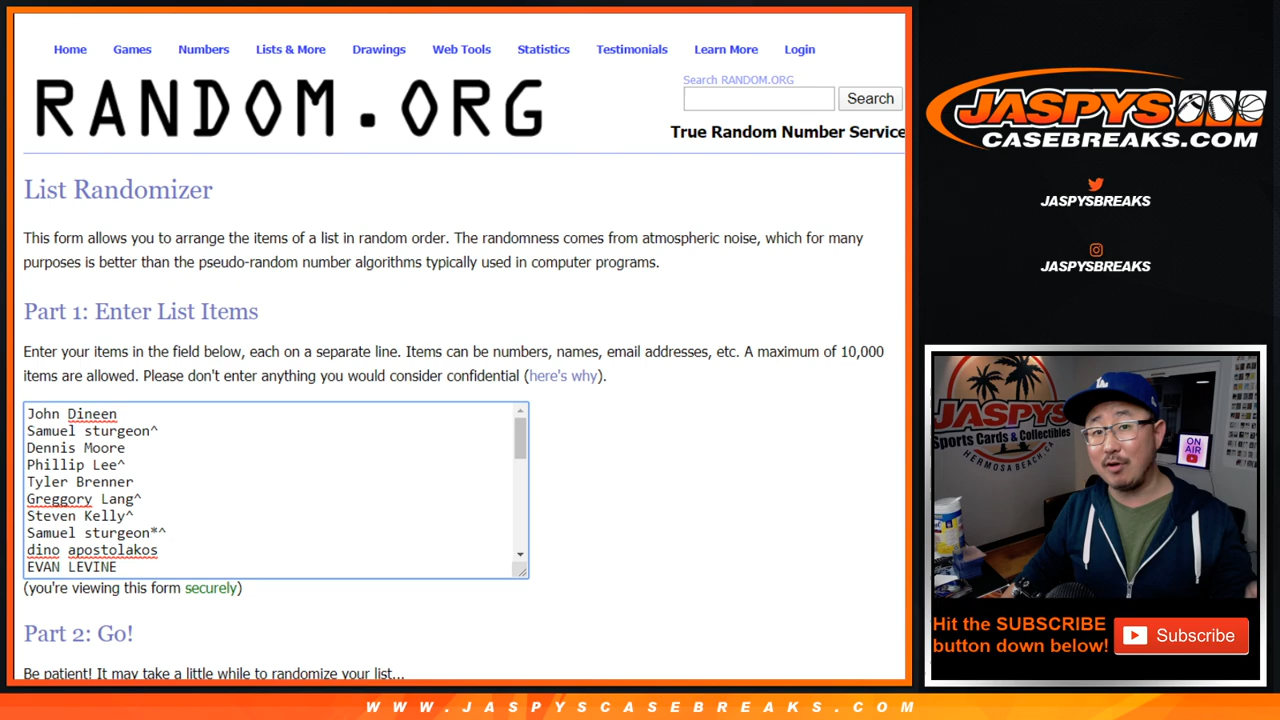 Home Games Numbers Lists & More Drawings Web Tools Statistics Testimonials Learn More Login
RANDOM.ORG
Search RANDOM.ORG
Search
True Random Number Service
List Randomizer
This form allows you to arrange the items of a list in random order. The randomness comes from atmospheric noise, which for many
purposes is better than the pseudo-random number algorithms typically used in computer programs.
Part 1: Enter List Items
Enter your items in the field below, each on a separate line. Items can be numbers, names, email addresses, etc. A maximum of 10,000
items are allowed. Please don't enter anything you would consider confidential (here's why).
John Dineen
Samuel sturgeon^
Dennis Moore
Phillip Lee^
Tyler Brenner
Greggory Lang^
Steven Kelly^
Samuel sturgeon*^
dino apostolakos
EVAN LEVINE
(you're viewing this form securely)
Part 2: Go!
Be patient! It may take a little while to randomize your list...
JASPYS
CASEBREAKS.COM
JASPYSBREAKS
JASPYSBREAKS
JASPYS
Sports Cards & Collectibles
HERMOSA BEACH, CA
LA
ON
AIR
Hit the SUBSCRIBE
button down below!
Subscribe
WWW.JASPYSCASEBREAKS.COM